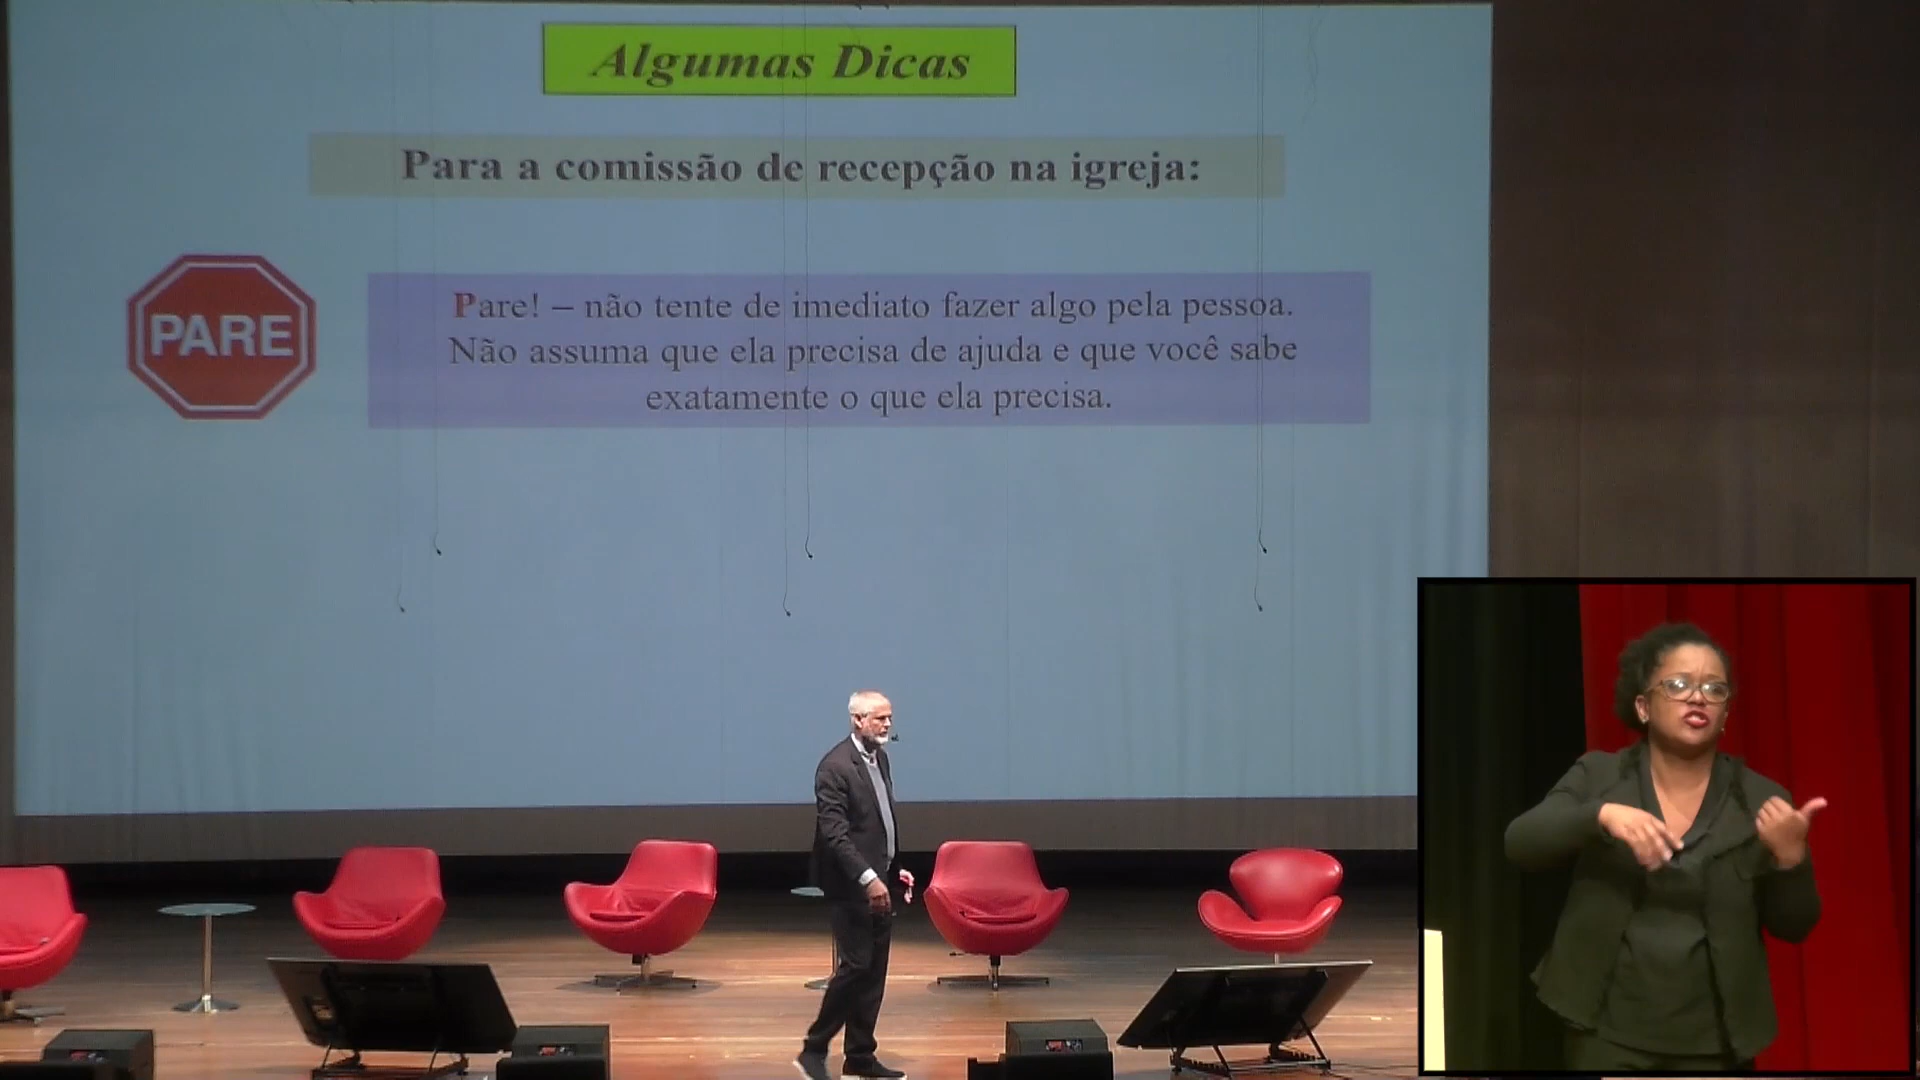 Algumas Dicas
Para a comissão de recepção na igreja:
PARE
Pare! – não tente de imediato fazer algo pela pessoa.
Não assuma que ela precisa de ajuda e que você sabe
exatamente o que ela precisa.